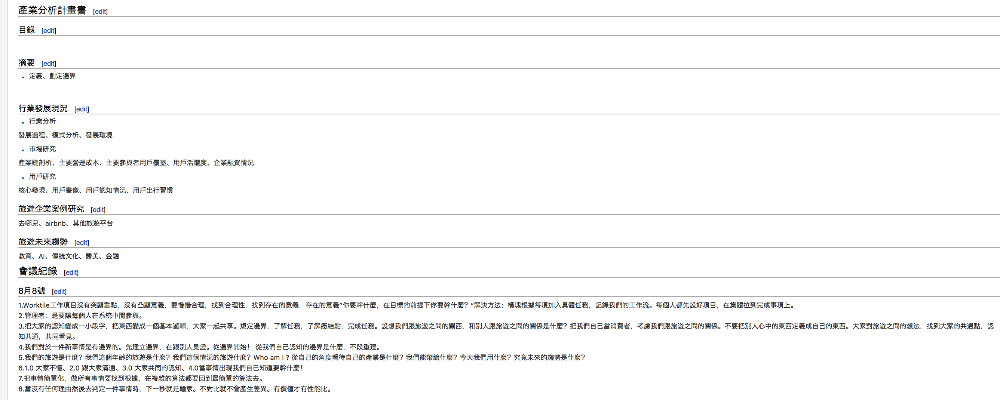 產業分析計畫書 [edit]
目錄 [edit]
摘要 [edit]
• 定義、劃定邊界
行業發展現況 [edit]
• 行業分析
發展過程、模式分析、發展環境
• 市場研究
產業鏈剖析、主要營運成本、主要參與者用戶覆蓋、用戶活躍度、企業融資情況
• 用戶研究
核心發現、用戶畫像、用戶認知情況、用戶出行習慣
旅遊企業案例研究 [edit]
去哪兒、airbnb、其他旅遊平台
旅遊未來趨勢 [edit]
教育、AI、傳統文化、醫美、金融
會議紀錄 [edit]
8月8號 [edit]
1.Worktile工作項目沒有突顯重點，沒有凸顯意義，要慢慢合理，找到合理性，找到存在的意義，存在的意義“你要幹什麼，在目標的前提下你要幹什麼？”解決方法：模塊根據每項加入具體任務，記錄我們的工作流。每個人都先設好項目，在集體拉到完成事項上。
2.管理者：是要讓每個人在系統中間參與。
3.把大家的認知變成一小段字，把東西變成一個基本邏輯，大家一起共享。規定邊界，了解任務，了解癥結點，完成任務。設想我們跟旅遊之間的關西，和別人跟旅遊之間的關係是什麼？把我們自己當消費者，考慮我們跟旅遊之間的關係。不要把別人心中的東西定義成自己的東西。大家對旅遊之間的想法，找到大家的共通點，認
知共通，共同看見。
4.我們對於一件新事情是有邊界的。先建立邊界，在跟別人見證。從邊界開始！ 從我們自己認知的邊界是什麼，不段重建。
5.我們的旅遊是什麼？我們這個年齡的旅遊是什麼？我們這個情況的旅遊什麼？Who am I？從自己的角度看待自己的產業是什麼？我們能帶給什麼？今天我們用什麼？究竟未來的趨勢是什麼？
6.1.0 大家不懂、2.0 跟大家溝通、3.0 大家共同的認知、4.0當事情出現我們自己知道要幹什麼！
7.把事情簡單化，做所有事情要找到根據，在複雜的算法都要回到最簡單的算法去。
8.當沒有任何理由然後去判定一件事情時，下一秒就是輸家。不對比就不會產生差異。有價值才有性能比。